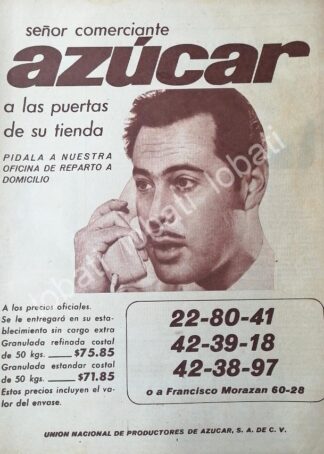 señor comerciante
azúcar
a las puertas
de su tienda
PIDALA A NUESTRA
OFICINA DE REPARTO A
DOMICILIO
A los precios oficiales.
Se le entregará en su esta-
blecimiento sin cargo extra
Granulada refinada costal
de 50 kgs. ____ $75.85
Granulada estandar costal
de 50 kgs. ____ $71.85
Estos precios incluyen el va-
lor del envase.
22-80-41
42-39-18
42-38-97
o a Francisco Morazan 60-28
UNION NACIONAL DE PRODUCTORES DE AZUCAR, S. A. DE C. V.